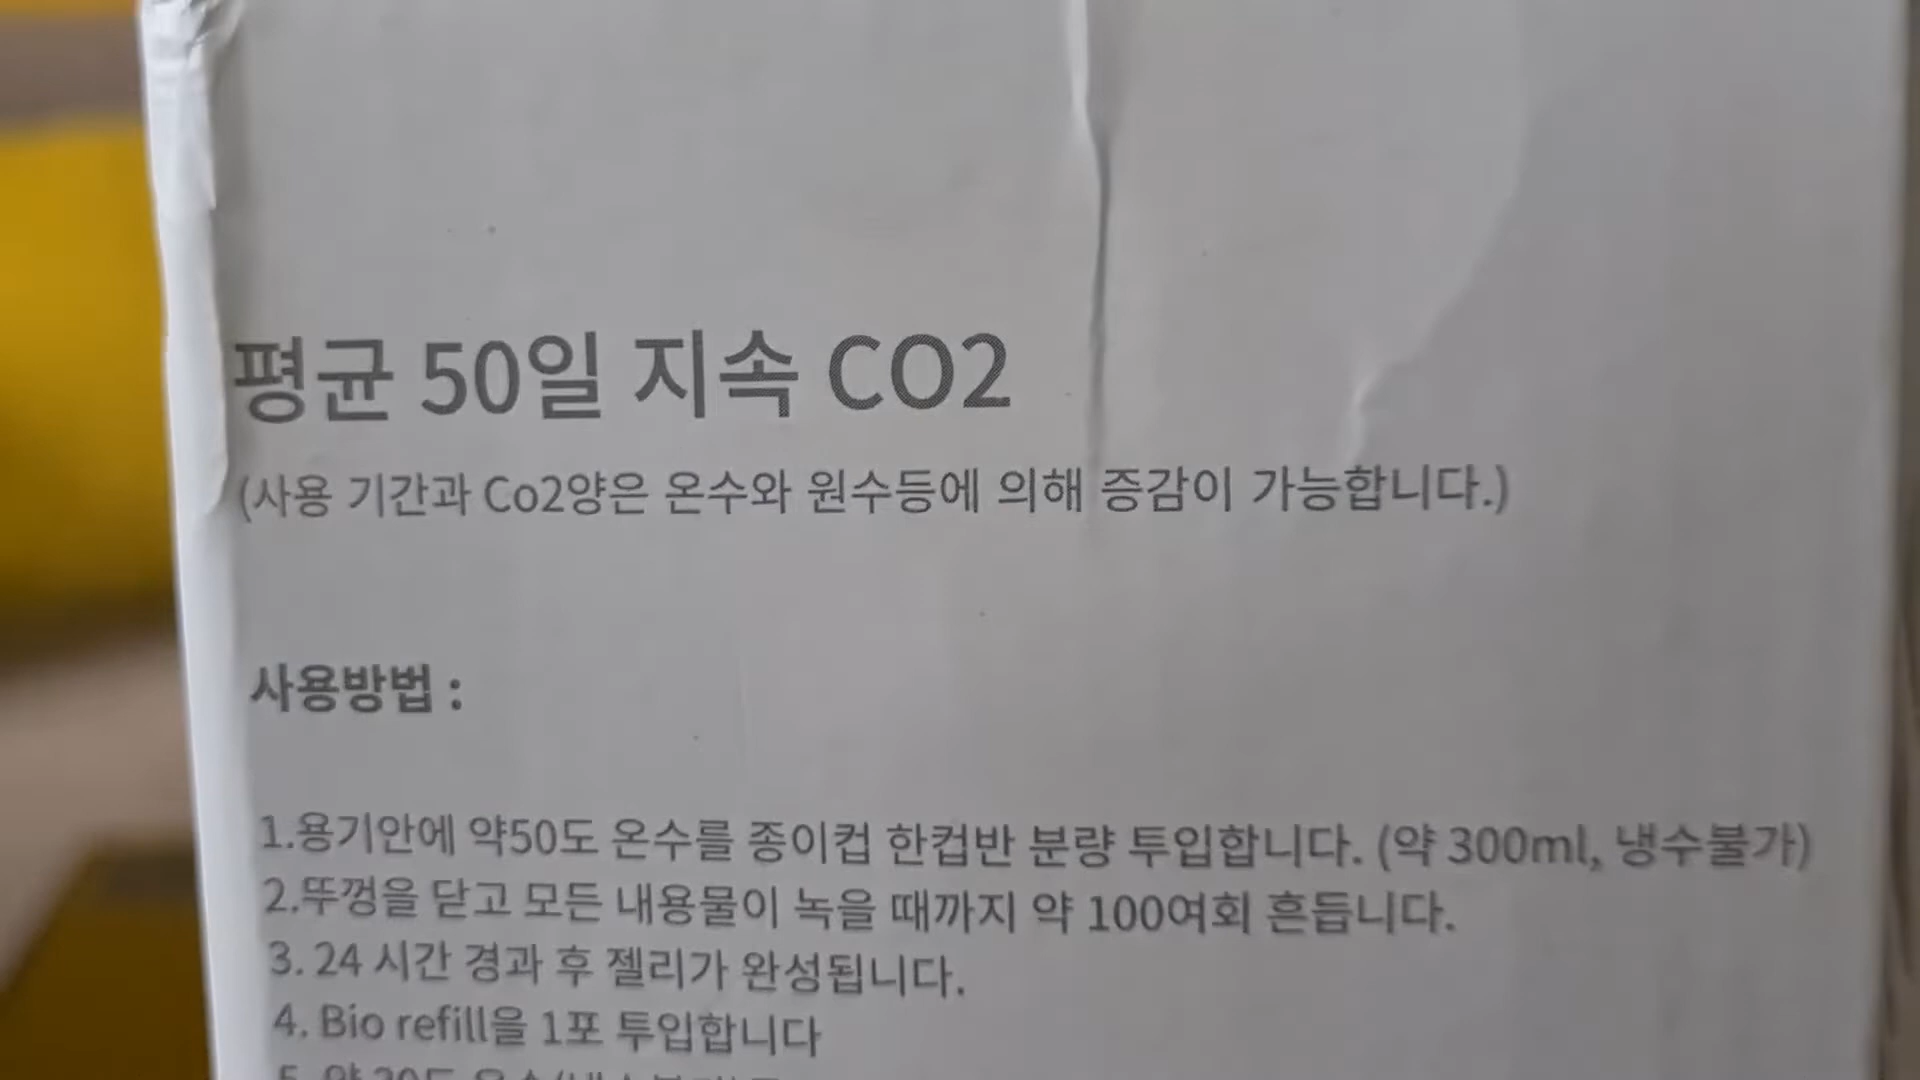 평균 50일 지속 CO2
(사용 기간과 Co2양은 온수와 원수등에 의해 증감이 가능합니다.)
사용방법 :
1.용기안에 약50도 온수를 종이컵 한컵반 분량 투입합니다. (약 300ml, 냉수불가)
2.뚜껑을 닫고 모든 내용물이 녹을 때까지 약 100여회 흔듭니다.
3. 24 시간 경과 후 젤리가 완성됩니다.
4. Bio refill을 1포 투입합니다